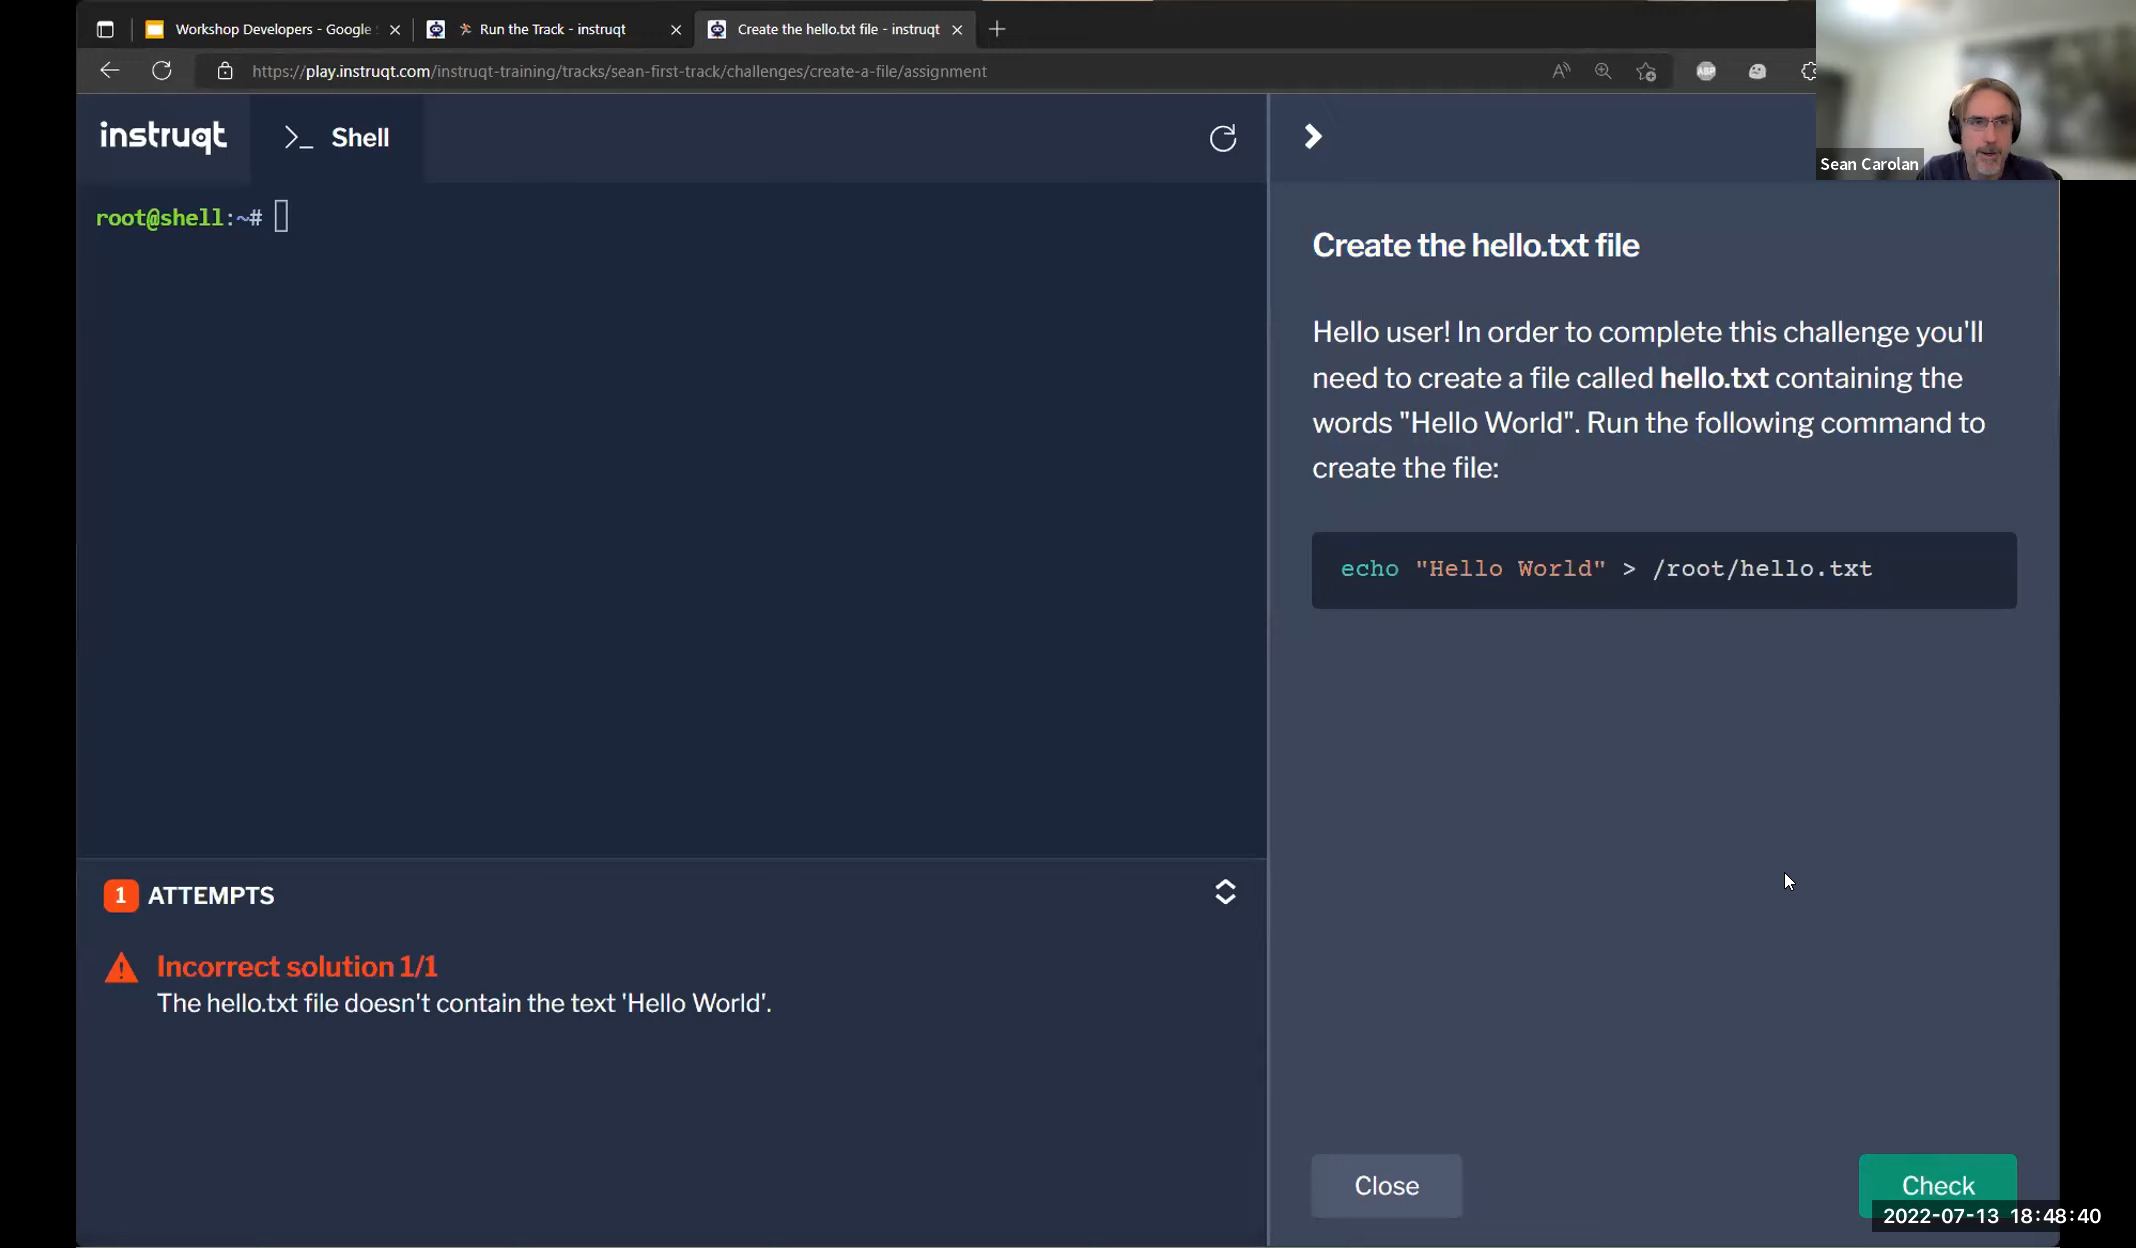 Workshop Developers - Google
Run the Track - instruqt
Create the hello.txt file - instruqt
https://play.instruqt.com/instruqt-training/tracks/sean-first-track/challenges/create-a-file/assignment
ABP
Sean Carolan
instruqt
>_ Shell
root@shell:~#
Create the hello.txt file
Hello user! In order to complete this challenge you'll
need to create a file called hello.txt containing the
words "Hello World". Run the following command to
create the file:
echo "Hello World" > /root/hello.txt
1 ATTEMPTS
Incorrect solution 1/1
The hello.txt file doesn't contain the text 'Hello World'.
Close
Check
2022-07-13 18:48:40